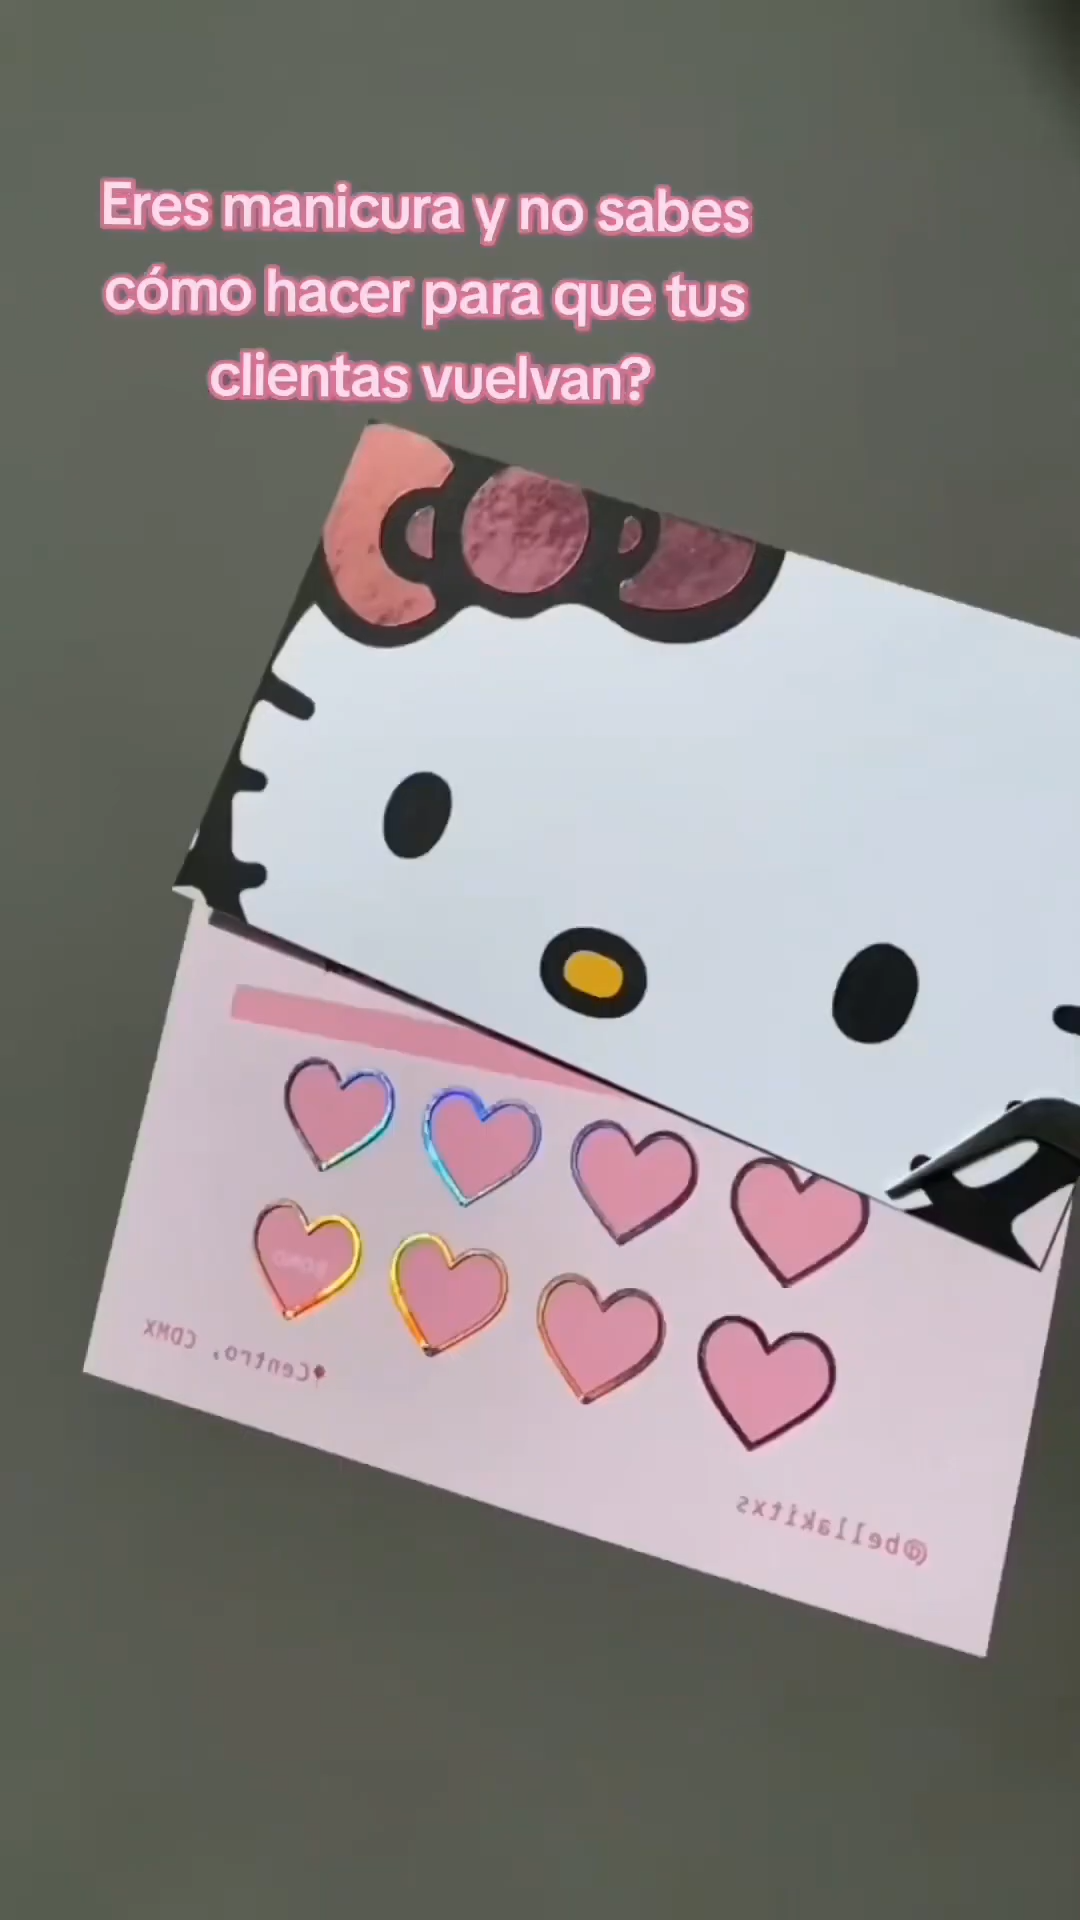 Eres manicura y no sabes
cómo hacer para que tus
clientas vuelvan?
Centro, CDMX
@bellakitxs